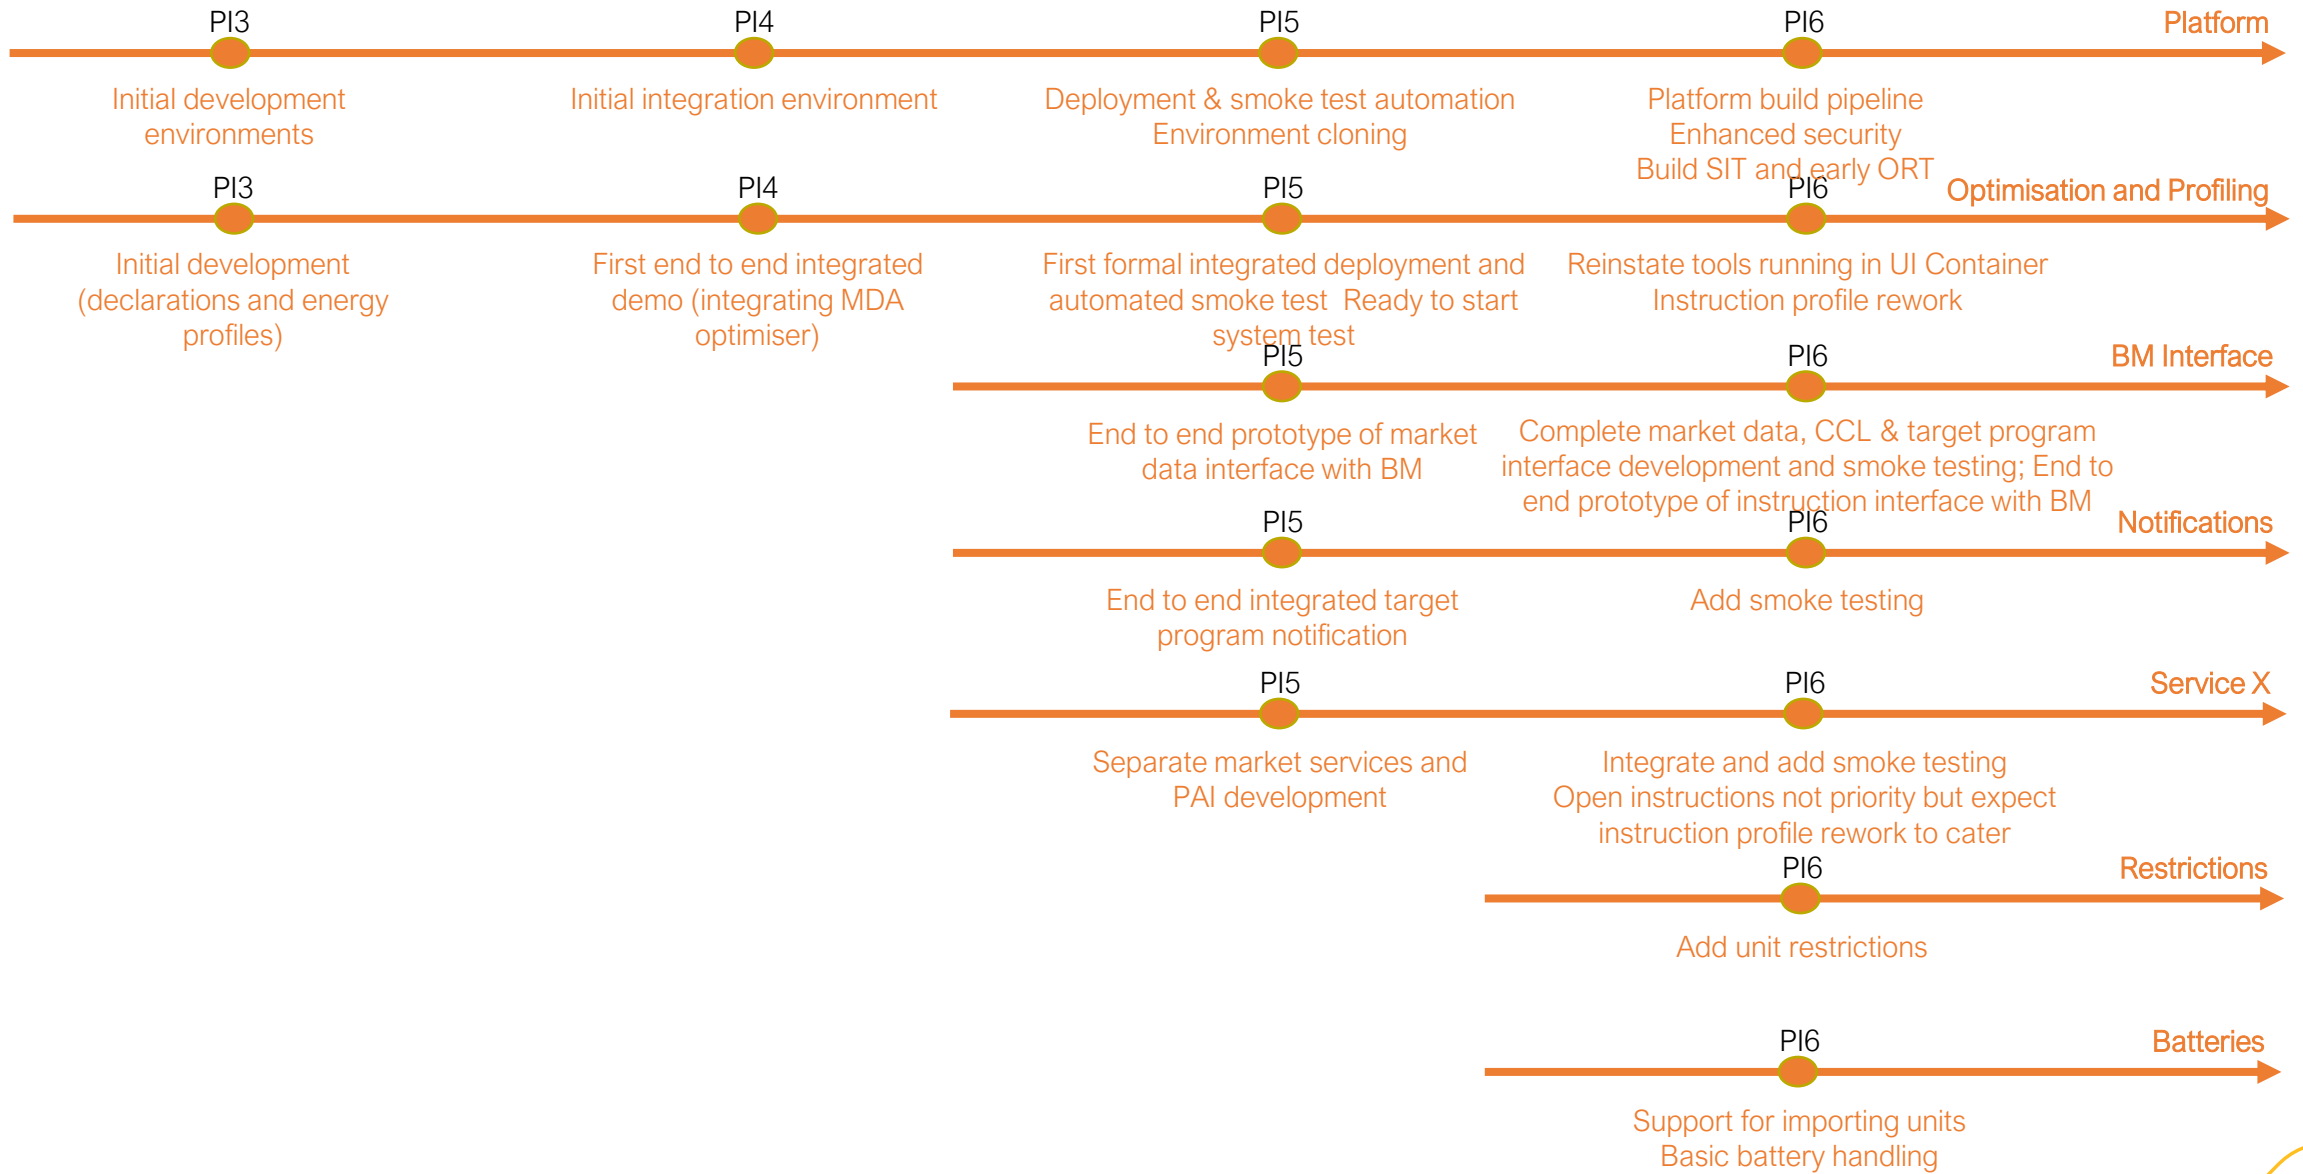 PI3
PI4
PI5
PI6
Platform
Initial development
environments
Initial integration environment
Deployment & smoke test automation
Environment cloning
Platform build pipeline
Enhanced security
Build SIT and early ORT
PI3
PI4
PI5
PI6
Optimisation and Profiling
Initial development
(declarations and energy
profiles)
First end to end integrated
demo (integrating MDA
optimiser)
First formal integrated deployment and
automated smoke test  Ready to start
system test
Reinstate tools running in UI Container
Instruction profile rework
PI5
PI6
BM Interface
End to end prototype of market
data interface with BM
Complete market data, CCL & target program
interface development and smoke testing; End to
end prototype of instruction interface with BM
PI5
PI6
Notifications
End to end integrated target
program notification
Add smoke testing
PI5
PI6
Service X
Separate market services and
PAI development
Integrate and add smoke testing
Open instructions not priority but expect
instruction profile rework to cater
PI6
Restrictions
Add unit restrictions
PI6
Batteries
Support for importing units
Basic battery handling